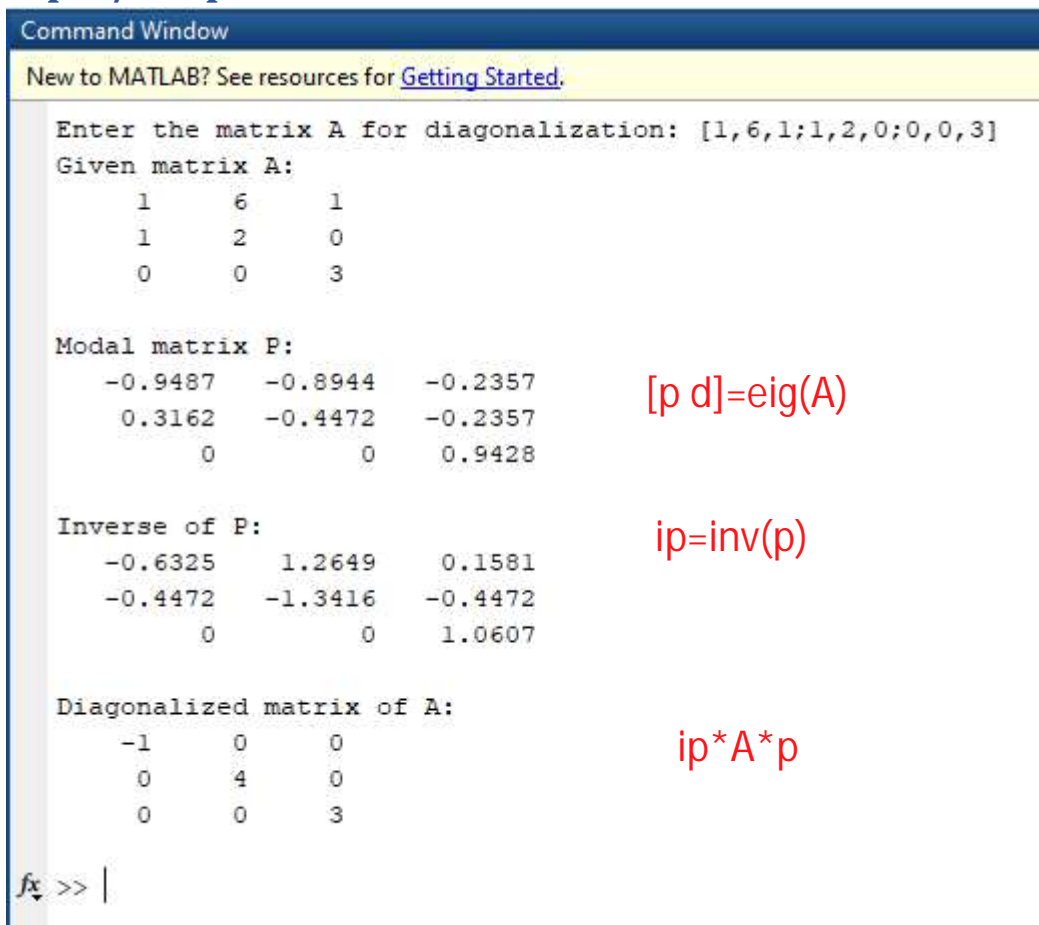 Command Window
New to MATLAB? See resources for Getting Started.
Enter the matrix A for diagonalization: [1,6,1;1,2,0;0,0,3]
Given matrix A:
1 6 1
1 2 0
0 0 3
Modal matrix P:
-0.9487 -0.8944 -0.2357
[p d]=eig(A)
0.3162 -0.4472 -0.2357
0 0 0.9428
Inverse of P:
ip=inv(p)
-0.6325 1.2649 0.1581
-0.4472 -1.3416 -0.4472
0 0 1.0607
Diagonalized matrix of A:
-1 0 0
ip*A*p
0 4 0
0 0 3
fx >>